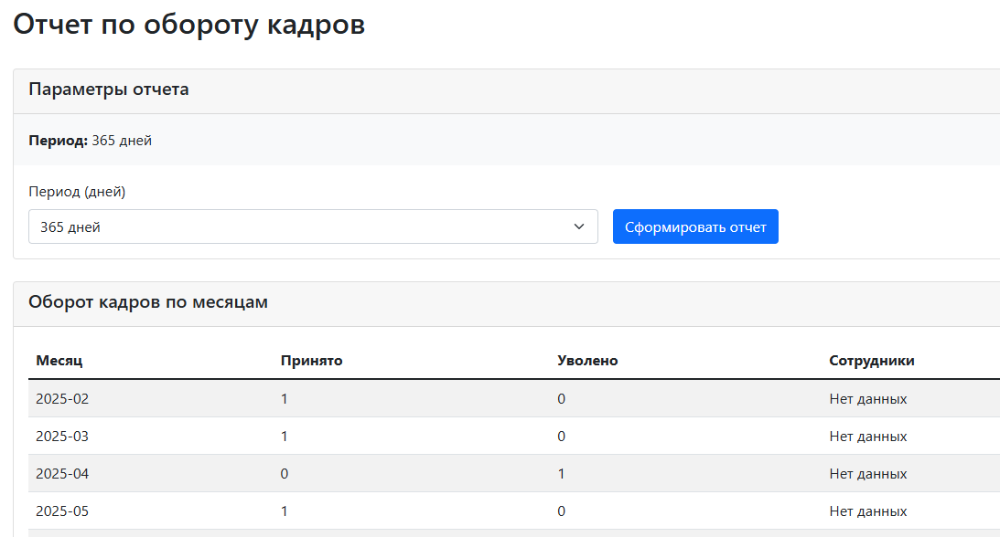 Отчет по обороту кадров
Параметры отчета
Период: 365 дней
Период (дней)
365 дней
Сформировать отчет
Оборот кадров по месяцам
Месяц Принято Уволено Сотрудники
2025-02 1 0 Нет данных
2025-03 1 0 Нет данных
2025-04 0 1 Нет данных
2025-05 1 0 Нет данных